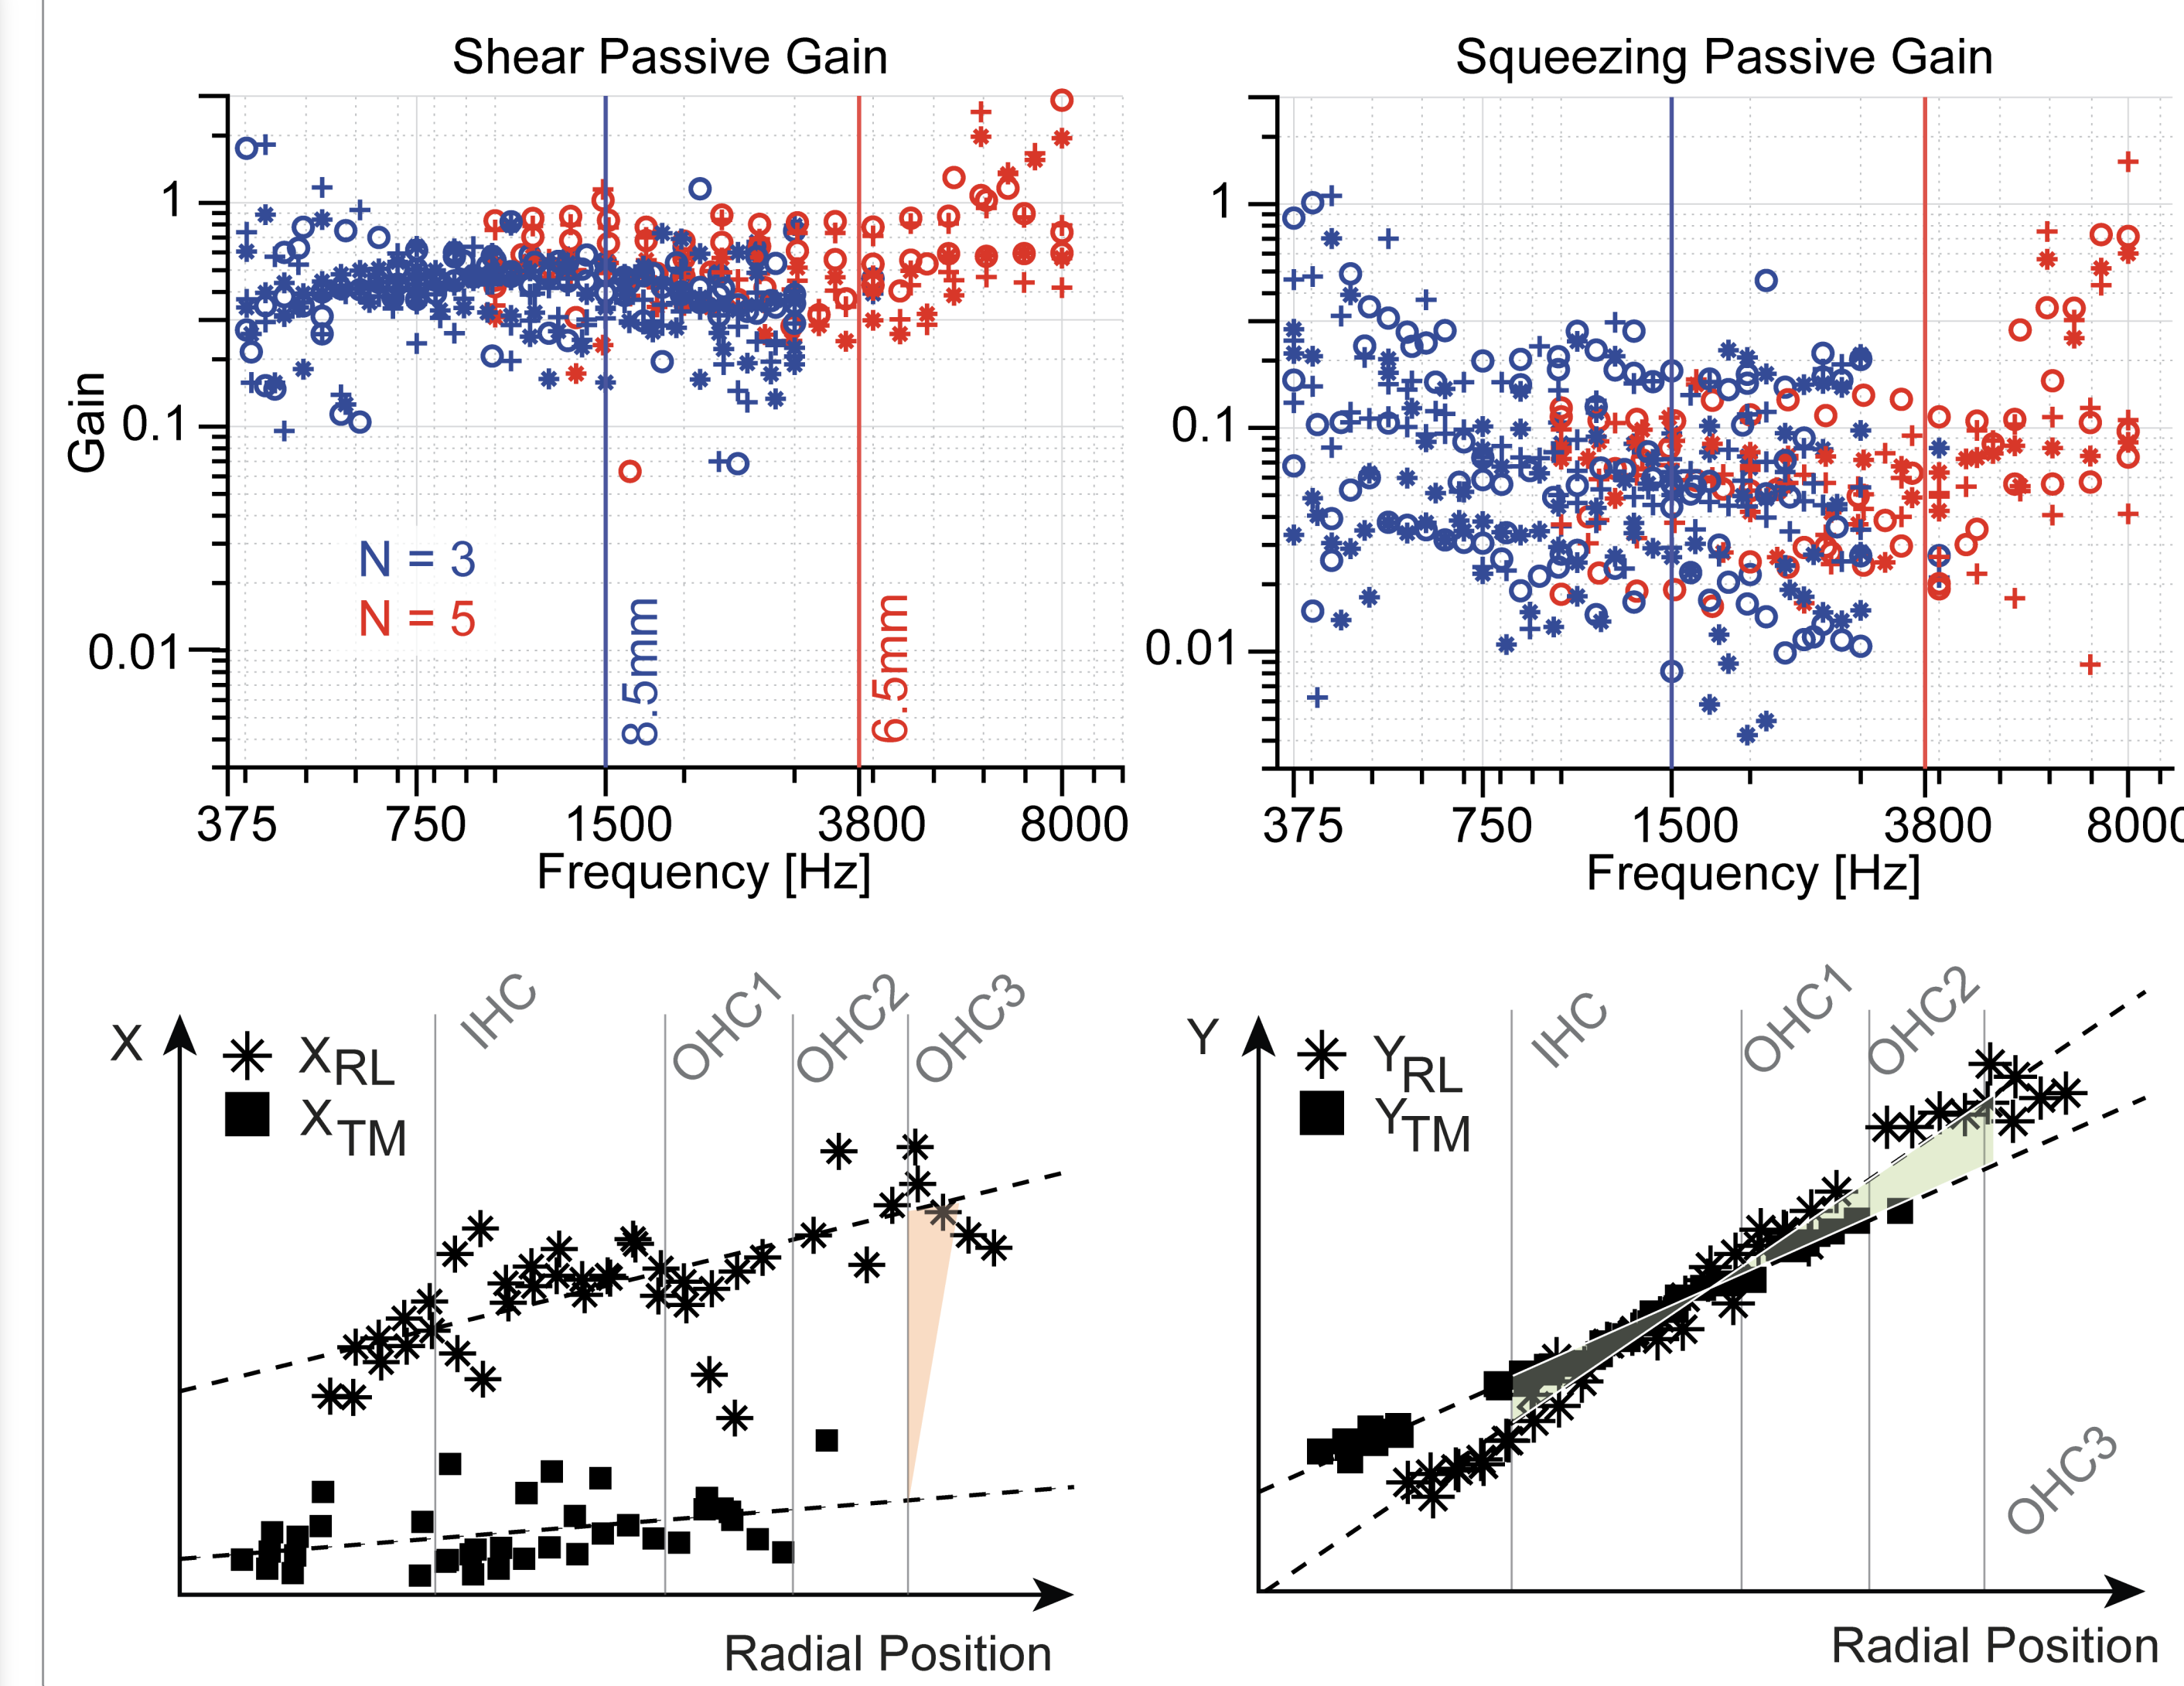 Shear Passive Gain
Gain
1
0.1
0.01
N = 3
N = 5
8.5mm
6.5mm
375 750 1500 3800 8000
Frequency [Hz]
Squeezing Passive Gain
1
0.1
0.01
375 750 1500 3800 8000
Frequency [Hz]
X
XRL
XTM
IHC
OHC1
OHC2
OHC3
Radial Position
Y
YRL
YTM
IHC
OHC1
OHC2
OHC3
Radial Position